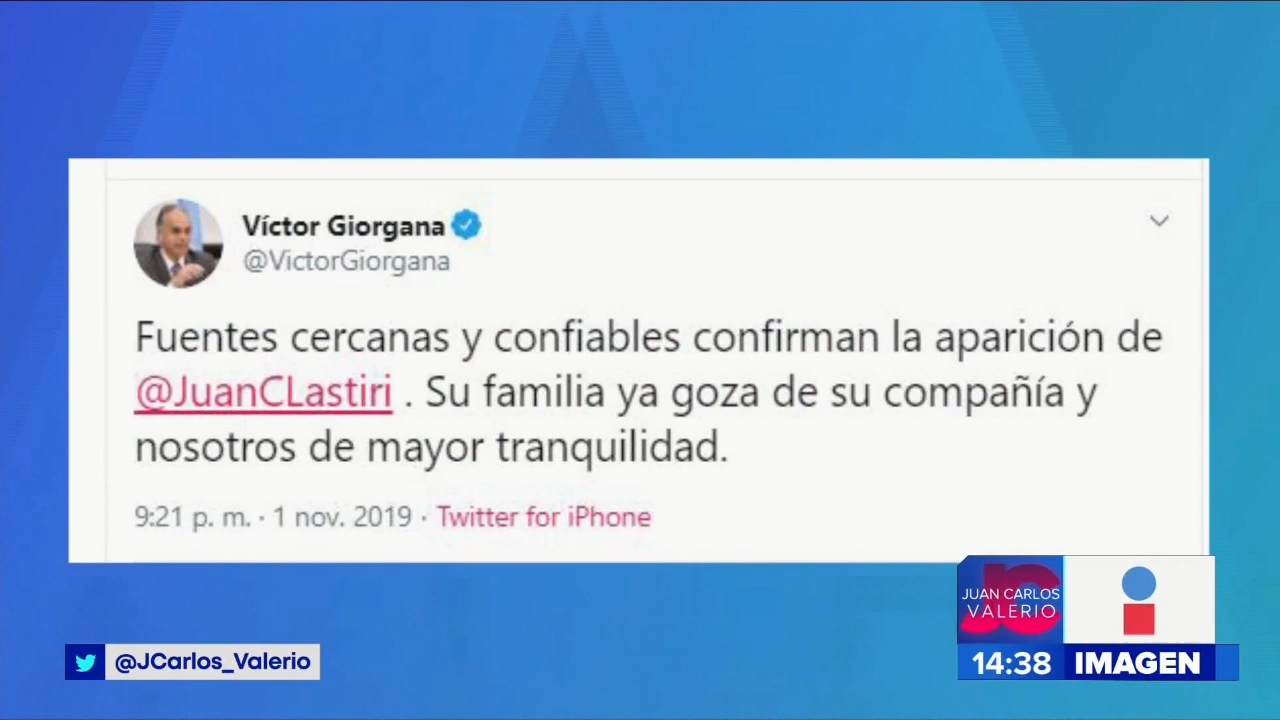 Víctor Giorgana
@VictorGiorgana
Fuentes cercanas y confiables confirman la aparición de
@JuanCLastiri . Su familia ya goza de su compañía y
nosotros de mayor tranquilidad.
9:21 p. m. · 1 nov. 2019 · Twitter for iPhone
JC
JUAN CARLOS
VALERIO
@JCarlos_Valerio
14:38 IMAGEN